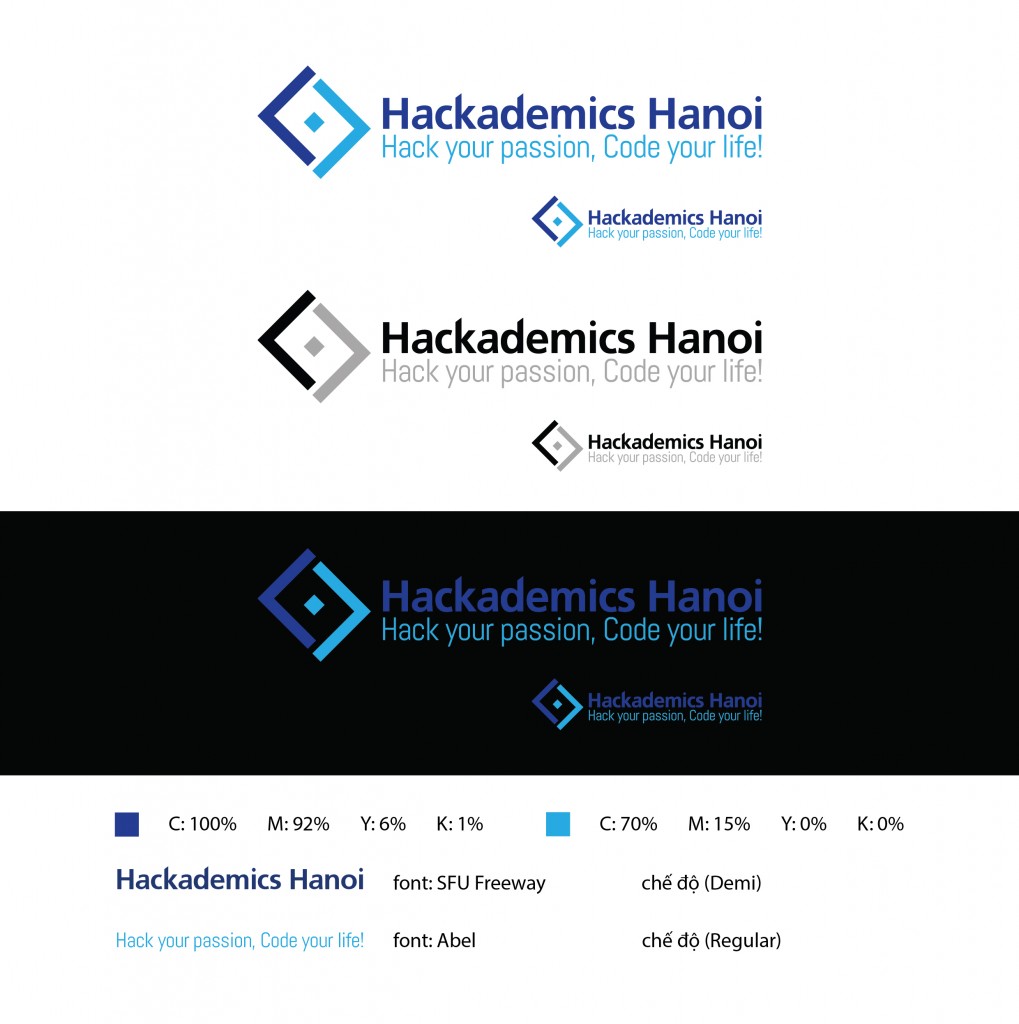 Hackademics Hanoi
Hack your passion, Code your life!
Hackademics Hanoi
Hack your passion, Code your life!
Hackademics Hanoi
Hack your passion, Code your life!
Hackademics Hanoi
Hack your passion, Code your life!
Hackademics Hanoi
Hack your passion, Code your life!
Hackademics Hanoi
Hack your passion, Code your life!
C: 100% M: 92% Y: 6% K: 1% C: 70% M: 15% Y: 0% K: 0%
Hackademics Hanoi font: SFU Freeway chế độ (Demi)
Hack your passion, Code your life! font: Abel chế độ (Regular)